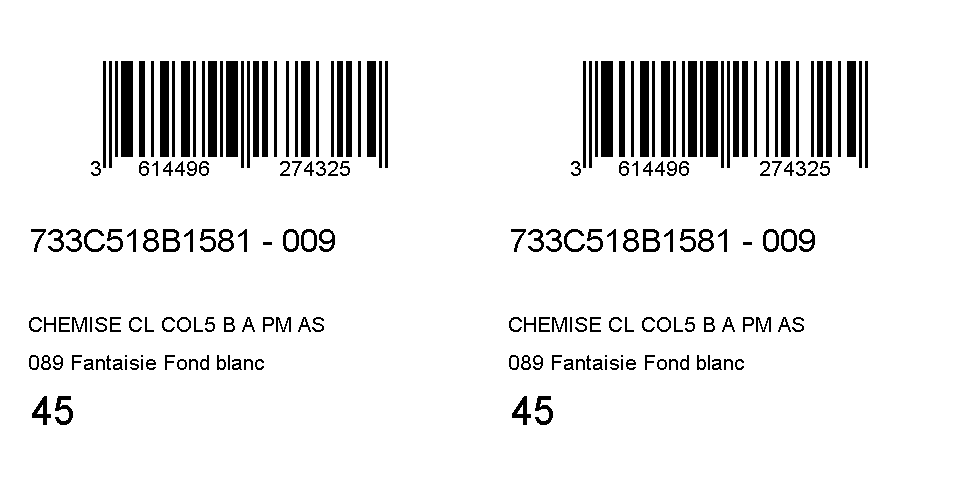 3 614496 274325
733C518B1581 - 009
CHEMISE CL COL5 B A PM AS
089 Fantaisie Fond blanc
45
3 614496 274325
733C518B1581 - 009
CHEMISE CL COL5 B A PM AS
089 Fantaisie Fond blanc
45